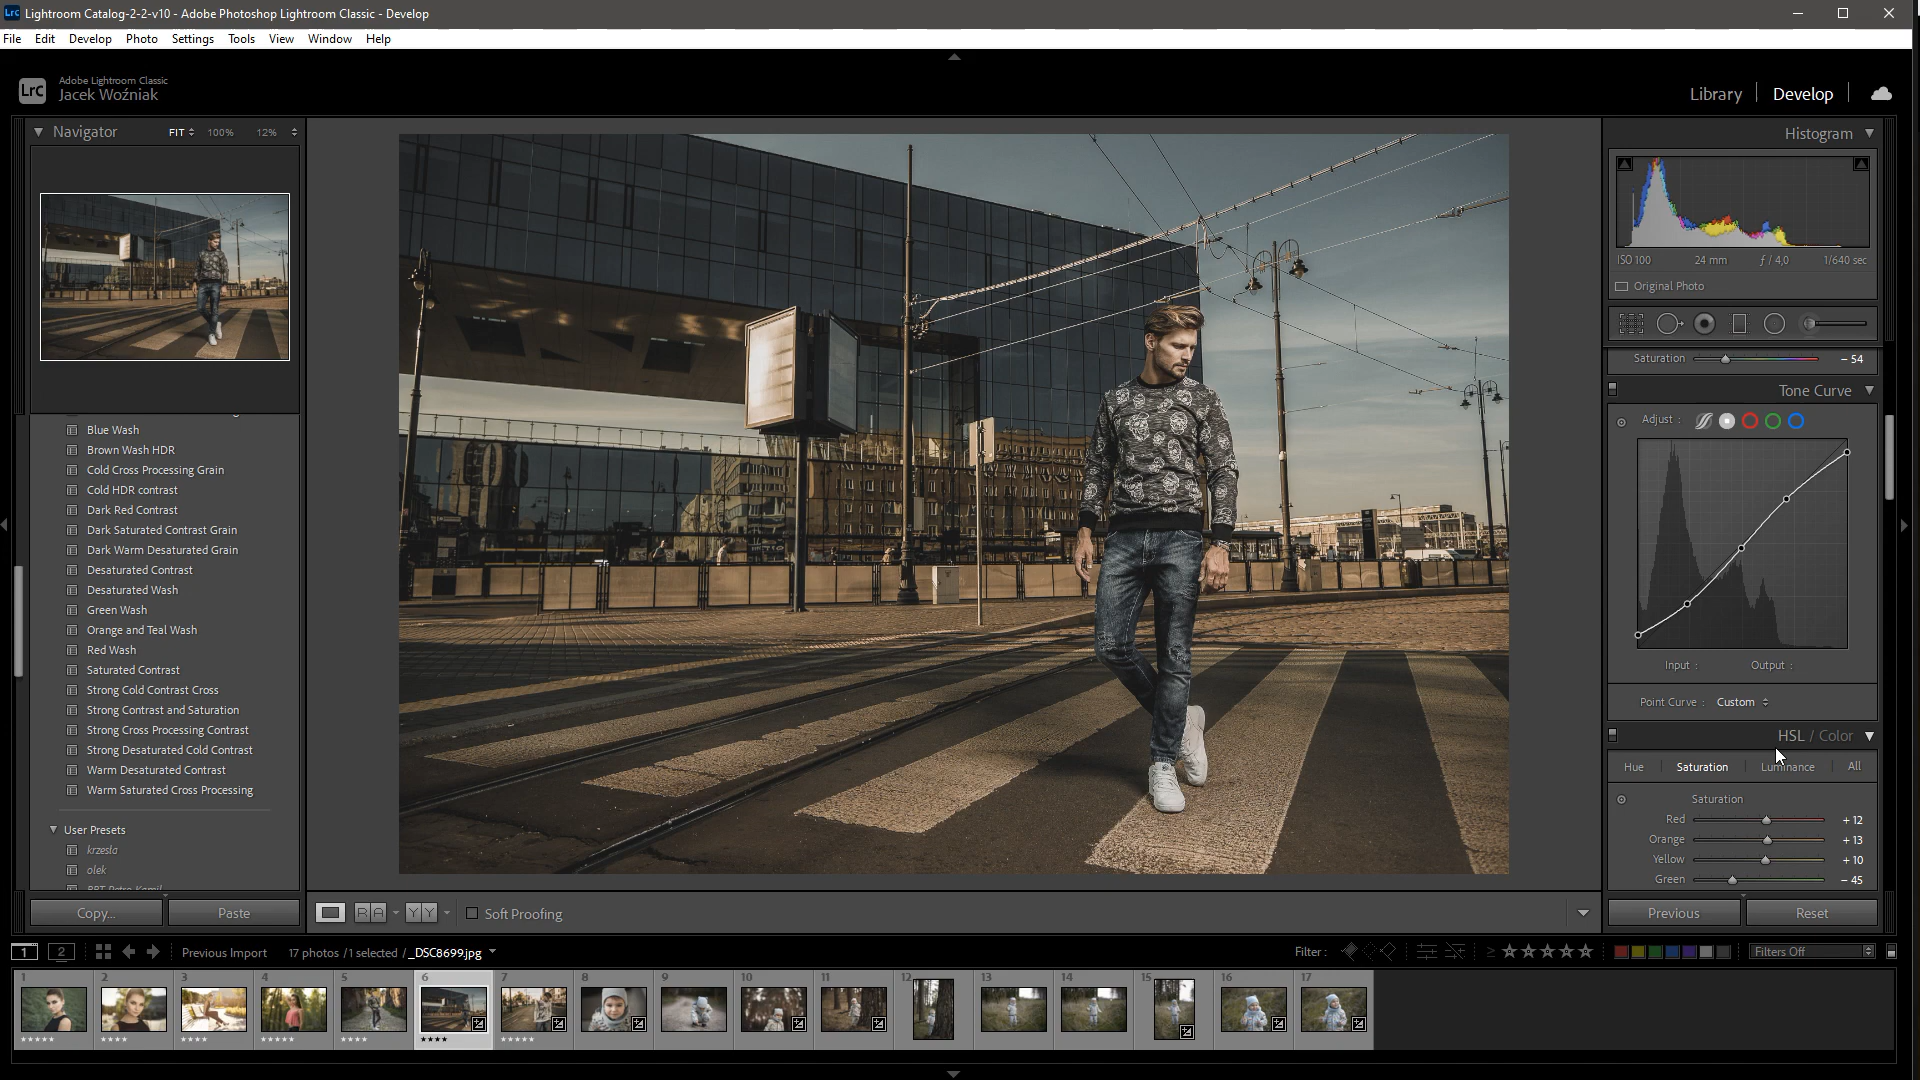 Lrc Lightroom Catalog-2-2-v10 - Adobe Photoshop Lightroom Classic - Develop
File Edit Develop Photo Settings Tools View Window Help
LrC Adobe Lightroom Classic
Jacek Woźniak
Library Develop
Navigator FIT 100% 12%
Blue Wash
Brown Wash HDR
Cold Cross Processing Grain
Cold HDR contrast
Dark Red Contrast
Dark Saturated Contrast Grain
Dark Warm Desaturated Grain
Desaturated Contrast
Desaturated Wash
Green Wash
Orange and Teal Wash
Red Wash
Saturated Contrast
Strong Cold Contrast Cross
Strong Contrast and Saturation
Strong Cross Processing Contrast
Strong Desaturated Cold Contrast
Warm Desaturated Contrast
Warm Saturated Cross Processing
User Presets
krzesla
olek
Copy... Paste
R A Y Y Soft Proofing
Histogram
ISO 100 24 mm ƒ / 4,0 1/640 sec
Original Photo
Saturation − 54
Tone Curve
Adjust :
Input : Output :
Point Curve : Custom
HSL / Color
Hue Saturation Luminance All
Saturation
Red + 12
Orange + 13
Yellow + 10
Green − 45
Previous Reset
1 2 Previous Import 17 photos /1 selected /_DSC8699.jpg Filter : ≥ Filters Off
1 2 3 4 5 6 7 8 9 10 11 12 13 14 15 16 17